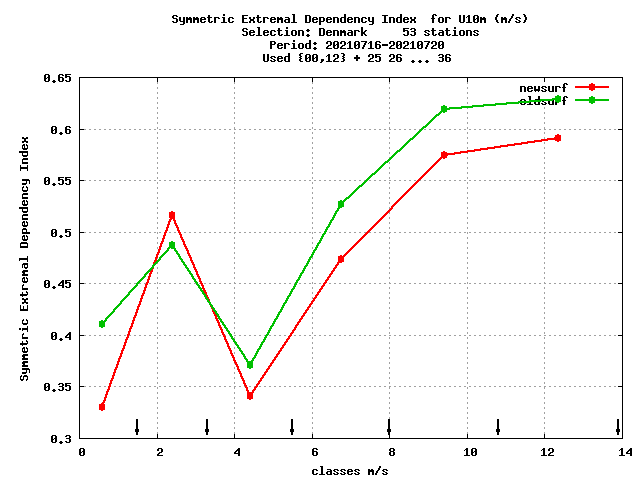 Symmetric Extremal Dependency Index  for U10m (m/s)
Selection: Denmark     53 stations
Period: 20210716-20210720
Used {00,12} + 25 26 ... 36
newsurf
oldsurf
Symmetric Extremal Dependency Index
0.65
0.6
0.55
0.5
0.45
0.4
0.35
0.3
0 2 4 6 8 10 12 14
classes m/s